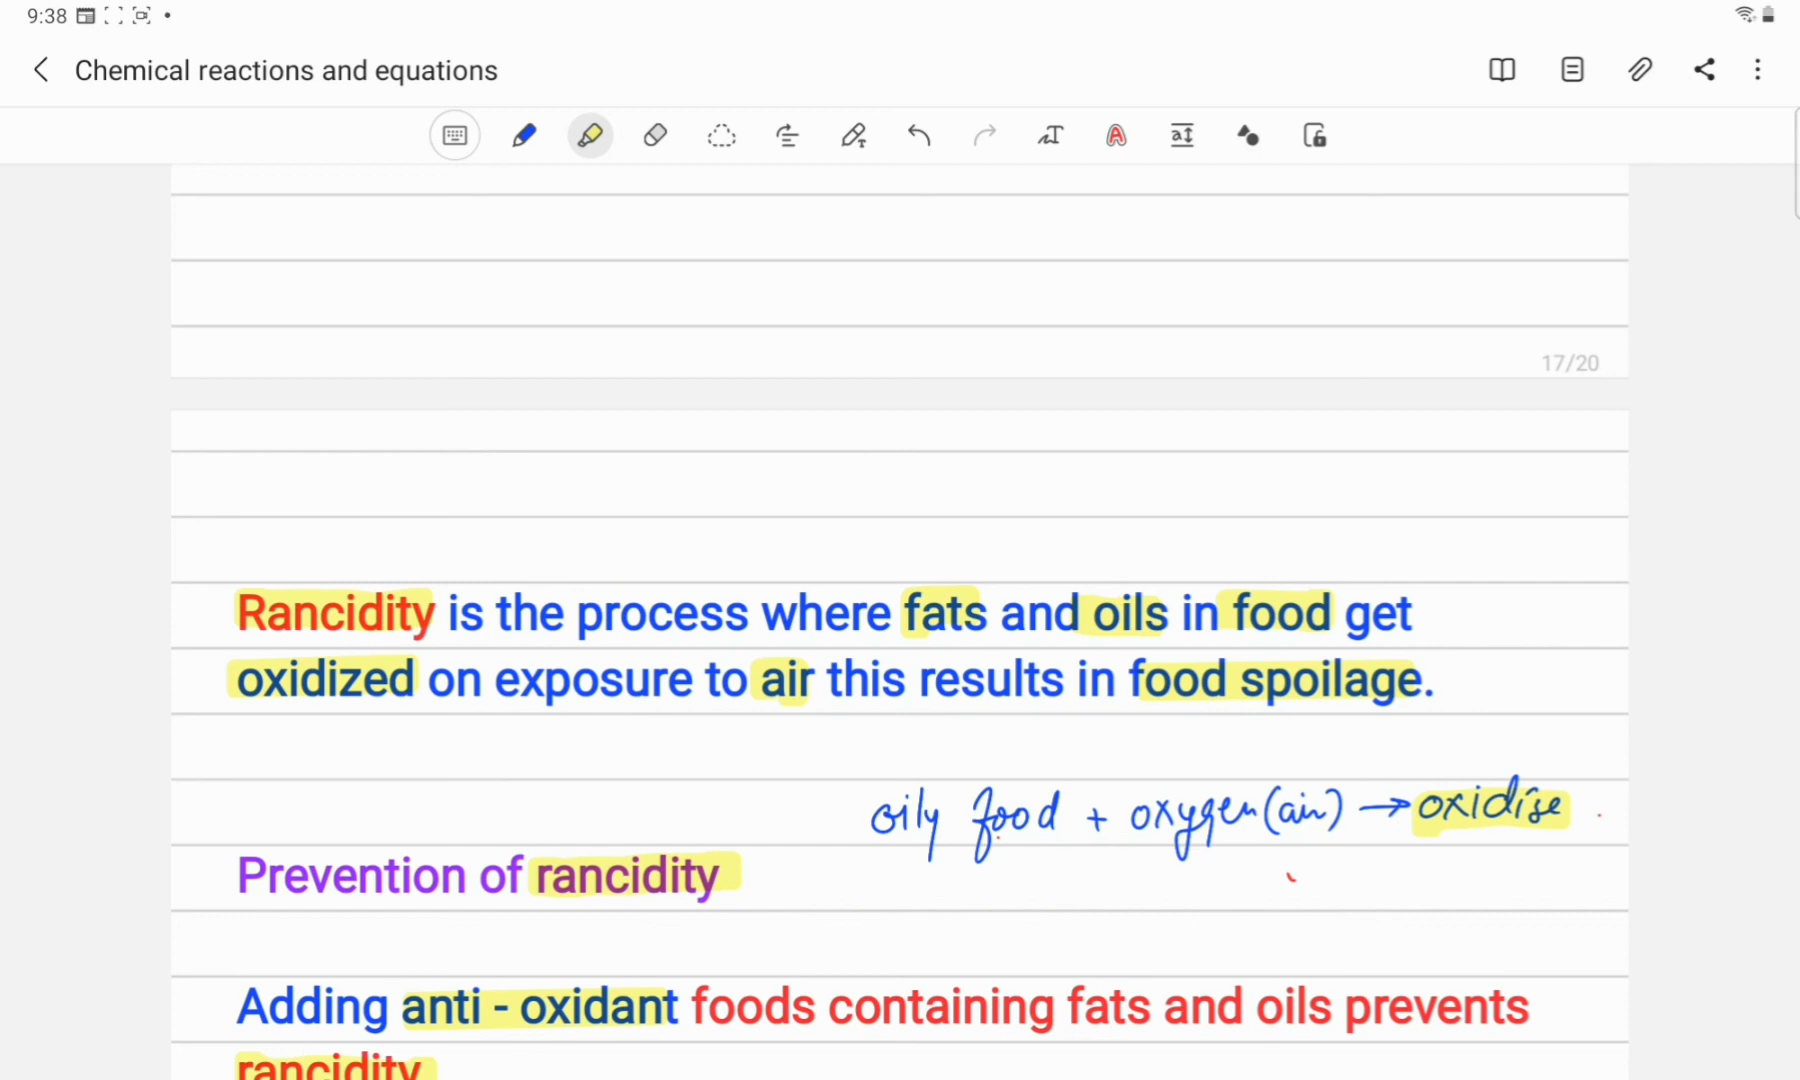 9:38
Chemical reactions and equations
17/20
Rancidity is the process where fats and oils in food get
oxidized on exposure to air this results in food spoilage.
oily food + oxygen(air) → oxidise
Prevention of rancidity
Adding anti - oxidant foods containing fats and oils prevents
rancidity